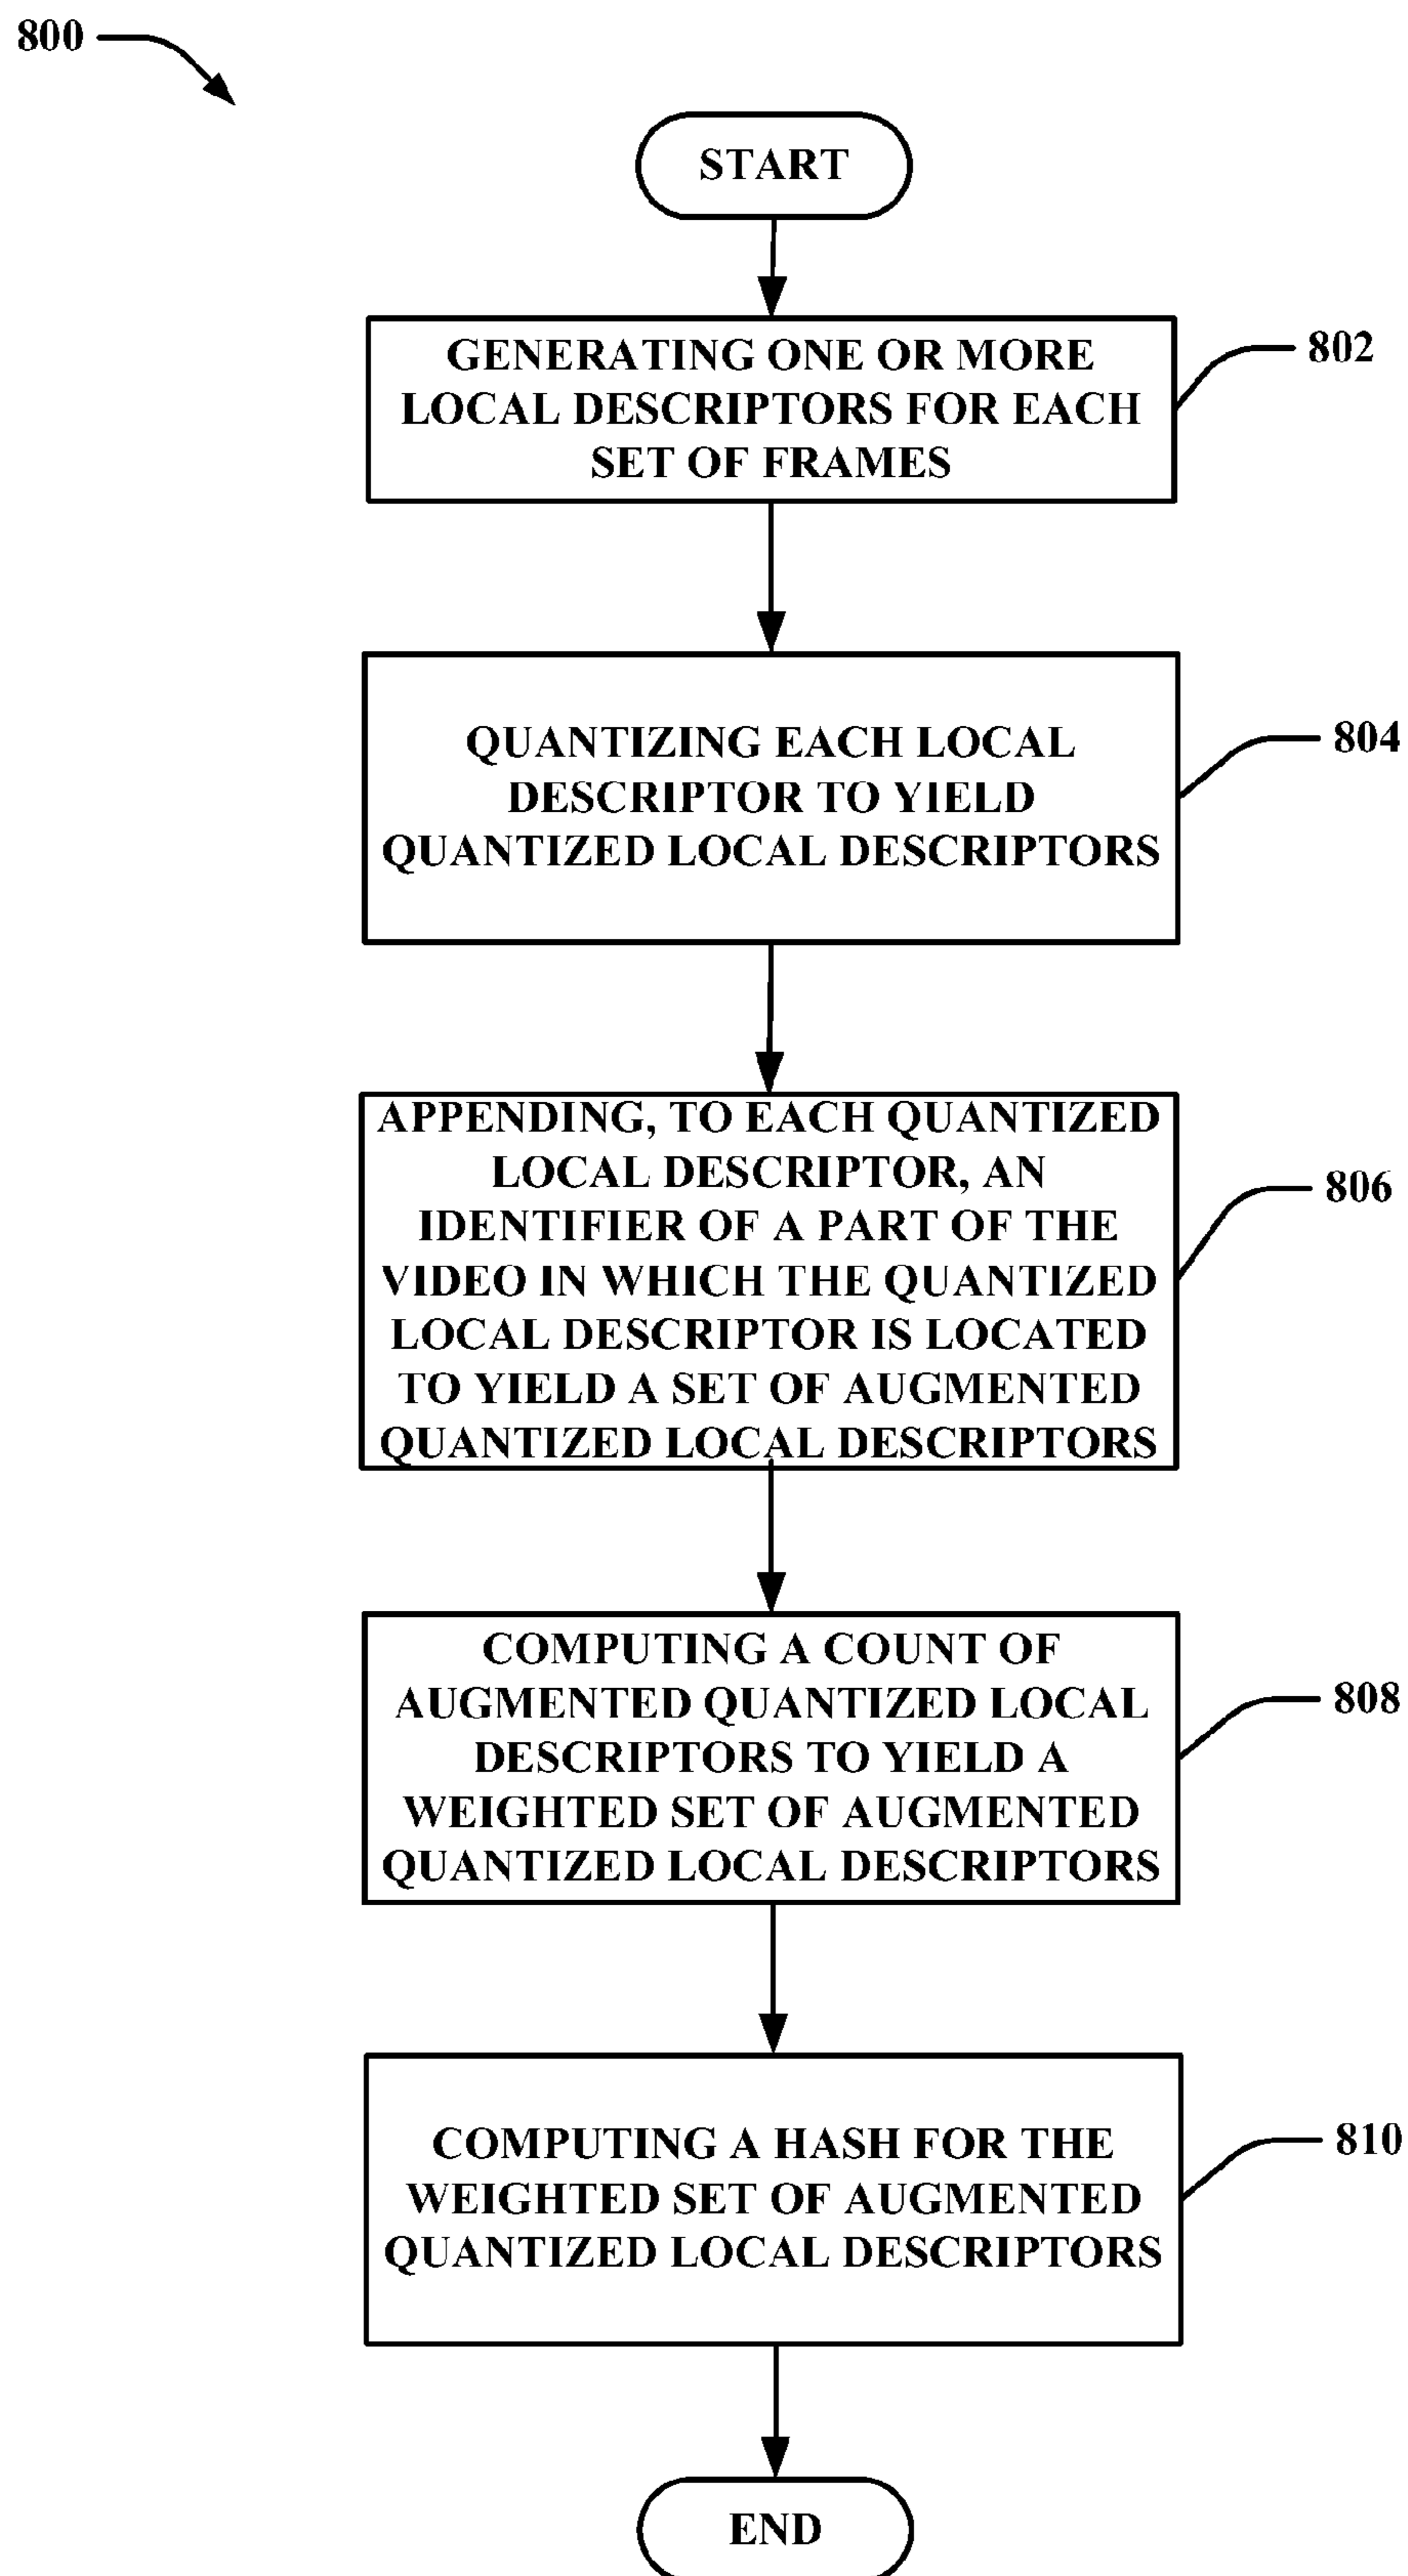 800
START
GENERATING ONE OR MORE
LOCAL DESCRIPTORS FOR EACH
SET OF FRAMES
802
QUANTIZING EACH LOCAL
DESCRIPTOR TO YIELD
QUANTIZED LOCAL DESCRIPTORS
804
APPENDING, TO EACH QUANTIZED
LOCAL DESCRIPTOR, AN
IDENTIFIER OF A PART OF THE
VIDEO IN WHICH THE QUANTIZED
LOCAL DESCRIPTOR IS LOCATED
TO YIELD A SET OF AUGMENTED
QUANTIZED LOCAL DESCRIPTORS
806
COMPUTING A COUNT OF
AUGMENTED QUANTIZED LOCAL
DESCRIPTORS TO YIELD A
WEIGHTED SET OF AUGMENTED
QUANTIZED LOCAL DESCRIPTORS
808
COMPUTING A HASH FOR THE
WEIGHTED SET OF AUGMENTED
QUANTIZED LOCAL DESCRIPTORS
810
END